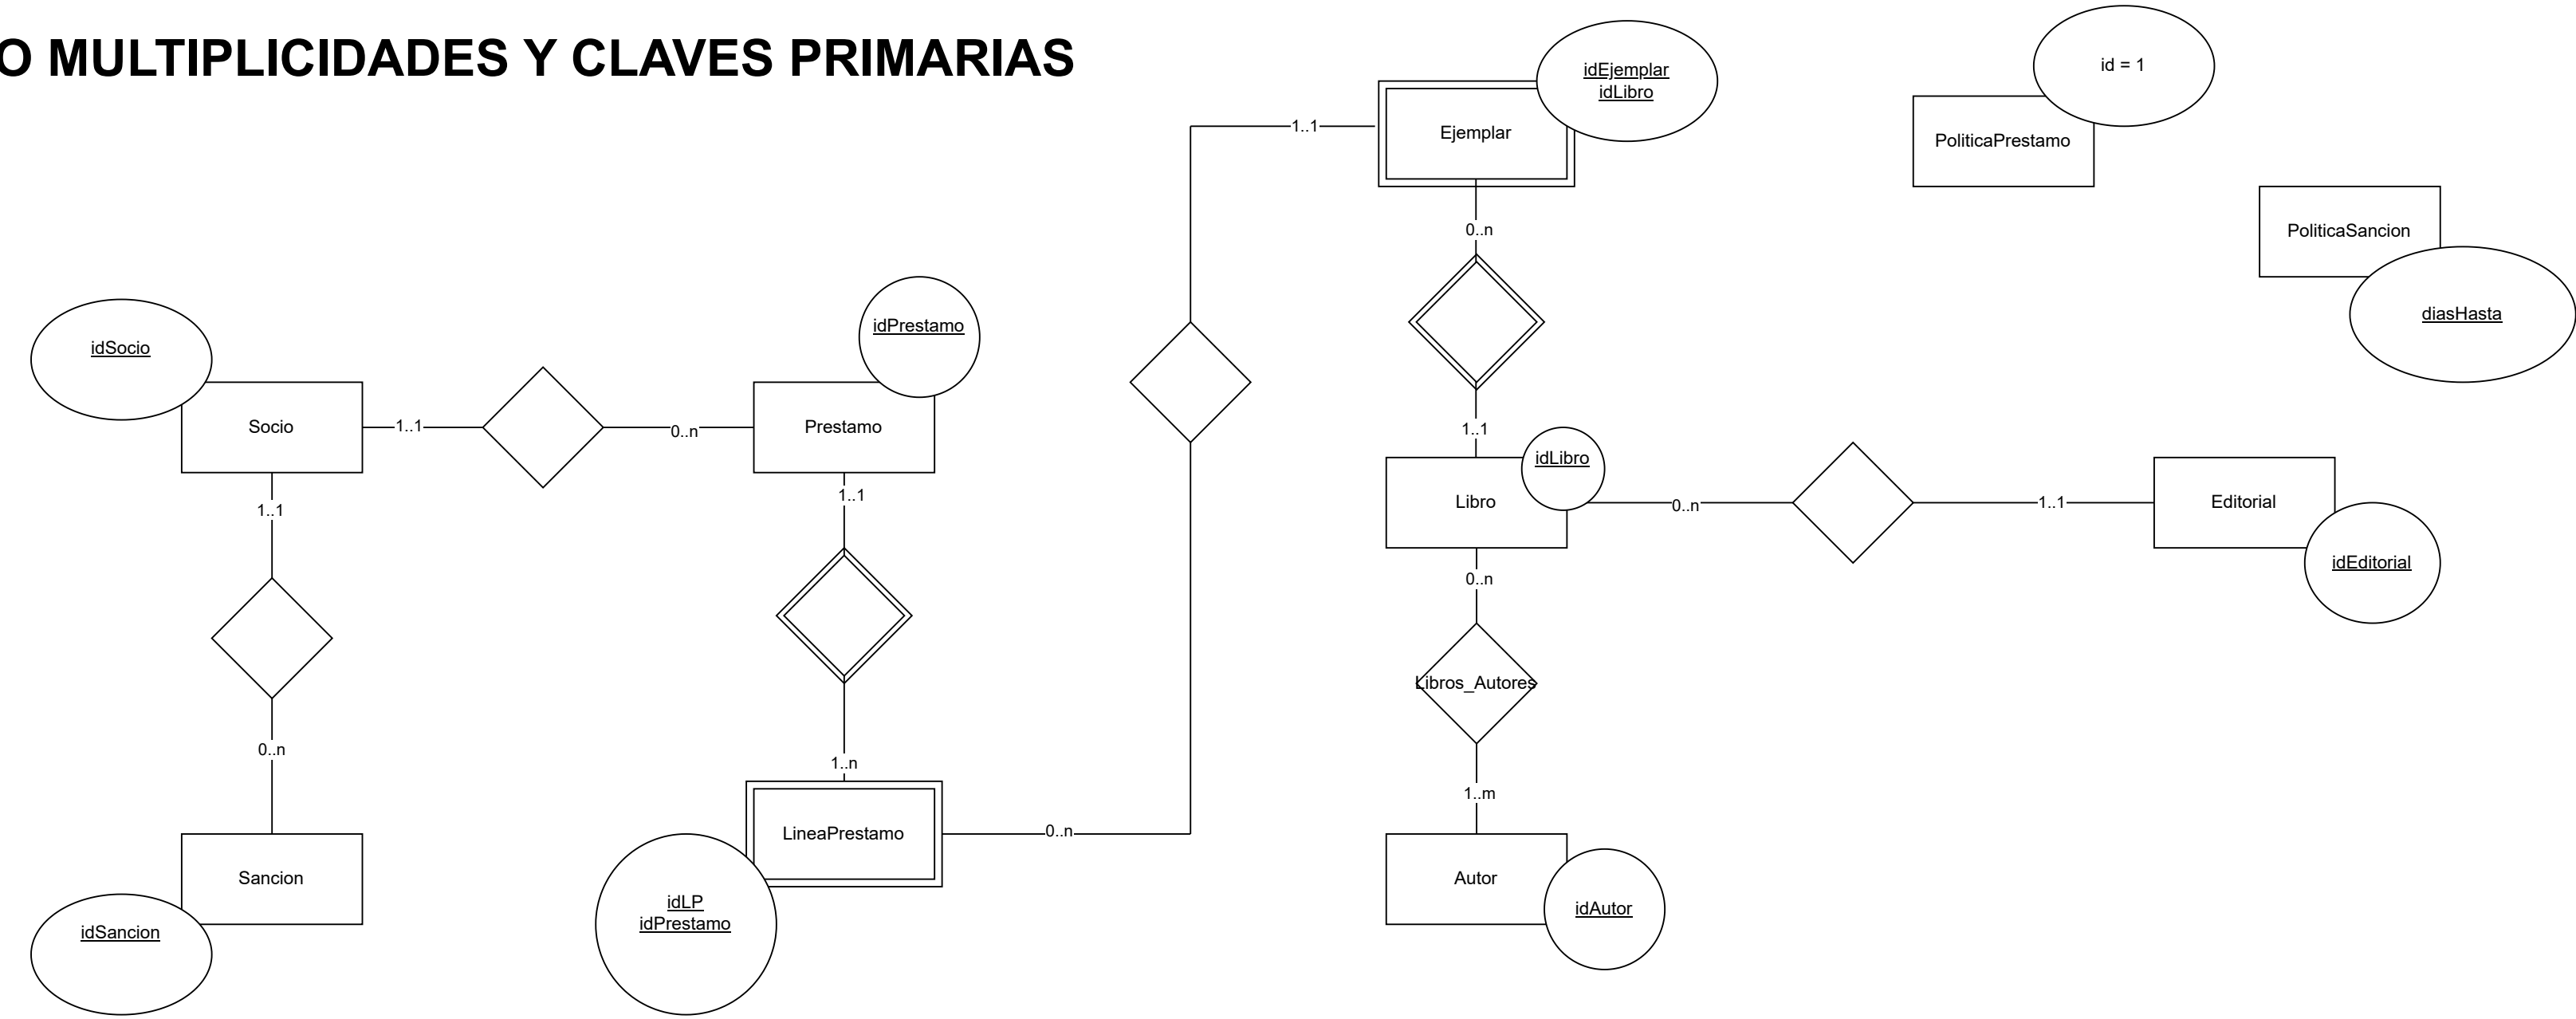 O MULTIPLICIDADES Y CLAVES PRIMARIAS
idEjemplar
idLibro
Ejemplar
1..1
0..n
id = 1
PoliticaPrestamo
PoliticaSancion
diasHasta
idSocio
Socio
1..1
0..n
idPrestamo
Prestamo
1..1
1..1
1..1
idLibro
Libro
0..n
1..1
Editorial
idEditorial
0..n
Libros_Autores
1..m
Autor
idAutor
0..n
Sancion
idSancion
1..n
LineaPrestamo
0..n
idLP
idPrestamo